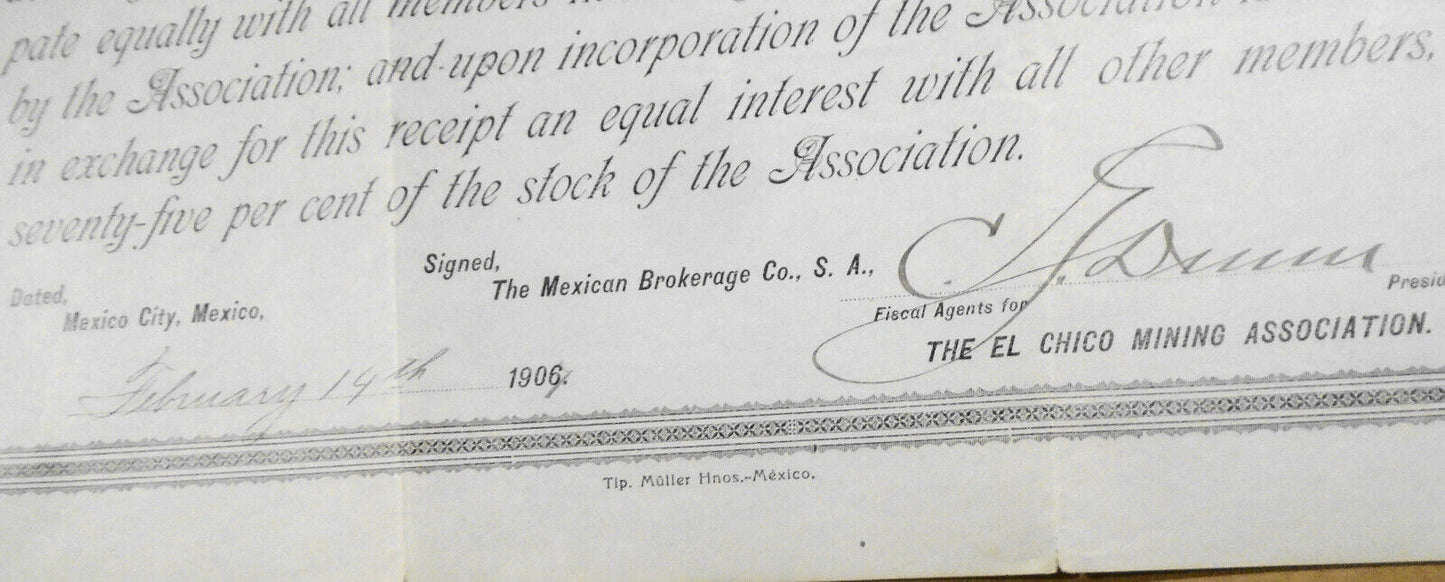 pate equally with all members
by the Association; and upon incorporation of the Association
in exchange for this receipt an equal interest with all other members,
seventy-five per cent of the stock of the Association.
Signed,
The Mexican Brokerage Co., S. A.,
Fiscal Agents for
THE EL CHICO MINING ASSOCIATION.
Dated,
Mexico City, Mexico,
February 14th 1906
Tip. Müller Hnos.-México.